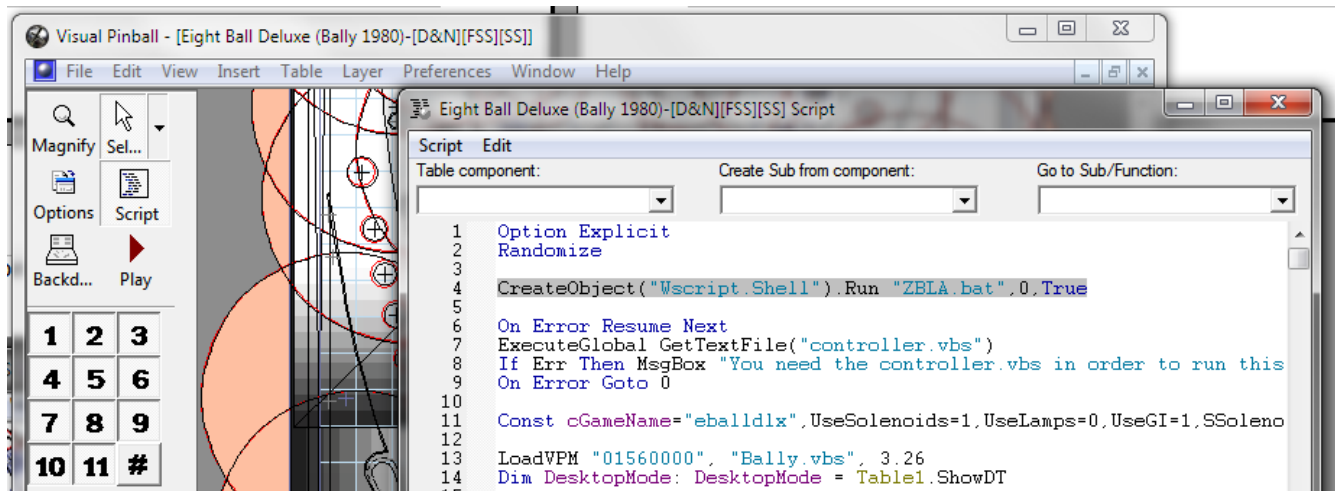 Visual Pinball - [Eight Ball Deluxe (Bally 1980)-[D&N][FSS][SS]]
File Edit View Insert Table Layer Preferences Window Help
Magnify Sel...
Options Script
Backd... Play
1 2 3
4 5 6
7 8 9
10 11 #
Eight Ball Deluxe (Bally 1980)-[D&N][FSS][SS] Script
Script Edit
Table component: Create Sub from component: Go to Sub/Function:
1 Option Explicit
2 Randomize
3
4 CreateObject("Wscript.Shell").Run "ZBLA.bat",0,True
5
6 On Error Resume Next
7 ExecuteGlobal GetTextFile("controller.vbs")
8 If Err Then MsgBox "You need the controller.vbs in order to run this
9 On Error Goto 0
10
11 Const cGameName="eballdlx",UseSolenoids=1,UseLamps=0,UseGI=1,SSoleno
12
13 LoadVPM "01560000", "Bally.vbs", 3.26
14 Dim DesktopMode: DesktopMode = Table1.ShowDT